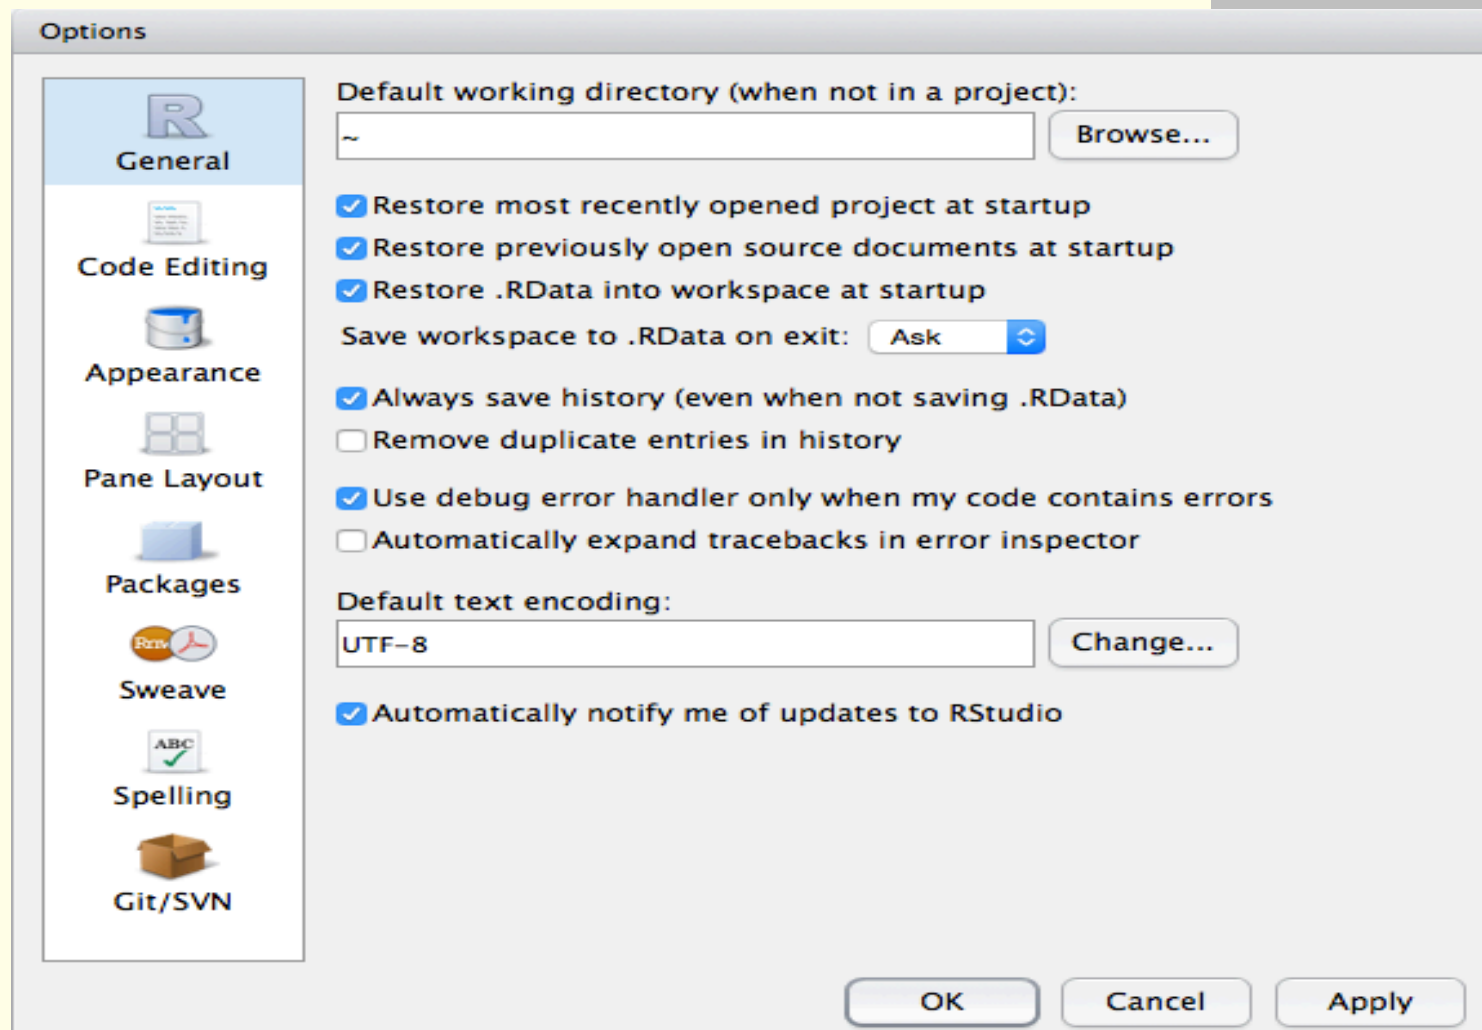 Options
R
General
Code Editing
Appearance
Pane Layout
Packages
Rnw
Sweave
ABC
Spelling
Git/SVN
Default working directory (when not in a project):
~
Browse...
Restore most recently opened project at startup
Restore previously open source documents at startup
Restore .RData into workspace at startup
Save workspace to .RData on exit: Ask
Always save history (even when not saving .RData)
Remove duplicate entries in history
Use debug error handler only when my code contains errors
Automatically expand tracebacks in error inspector
Default text encoding:
UTF-8
Change...
Automatically notify me of updates to RStudio
OK
Cancel
Apply